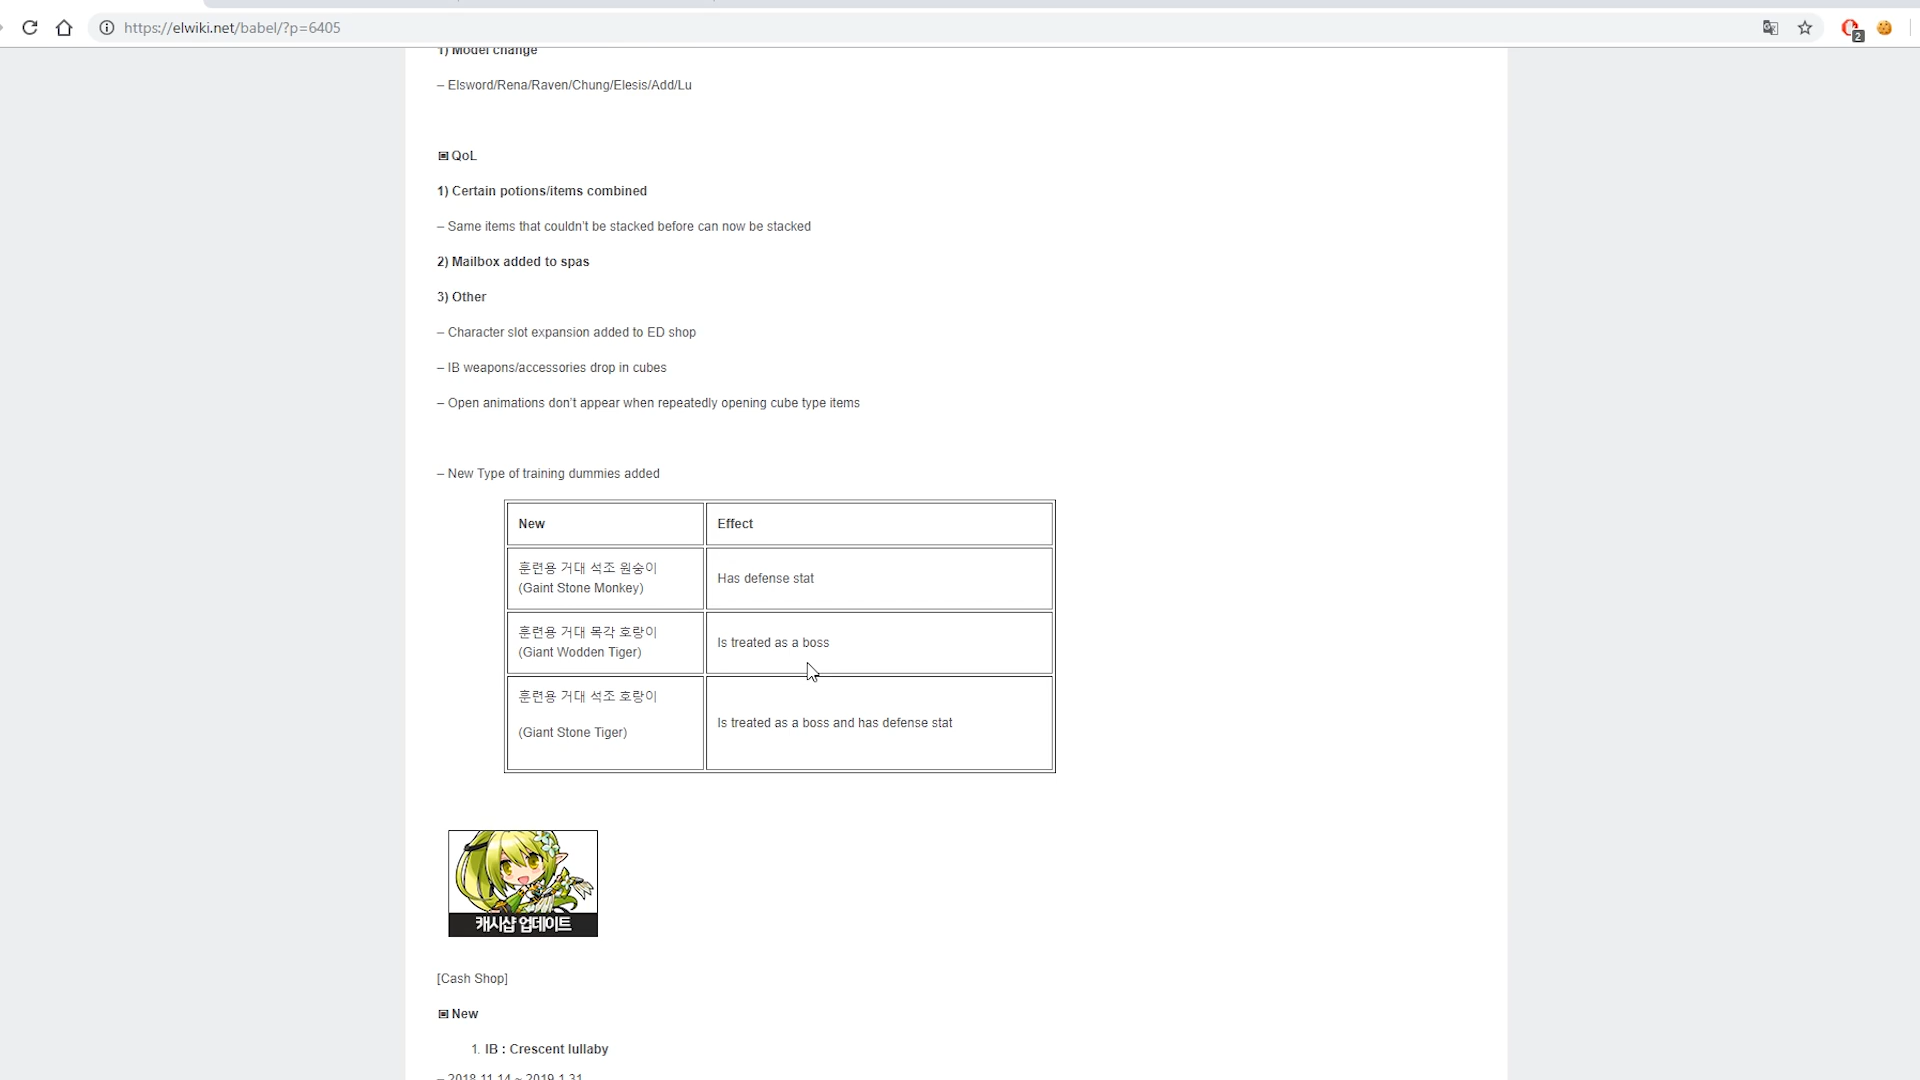 https://elwiki.net/babel/?p=6405
2
1) Model change
– Elsword/Rena/Raven/Chung/Elesis/Add/Lu
▣ QoL
1) Certain potions/items combined
– Same items that couldn't be stacked before can now be stacked
2) Mailbox added to spas
3) Other
– Character slot expansion added to ED shop
– IB weapons/accessories drop in cubes
– Open animations don't appear when repeatedly opening cube type items
– New Type of training dummies added
New Effect
훈련용 거대 석조 원숭이
(Gaint Stone Monkey)
Has defense stat
훈련용 거대 목각 호랑이
(Giant Wodden Tiger)
Is treated as a boss
훈련용 거대 석조 호랑이
(Giant Stone Tiger)
Is treated as a boss and has defense stat
캐시샵 업데이트
[Cash Shop]
▣ New
1. IB : Crescent lullaby
– 2018.11.14 ~ 2019.1.31